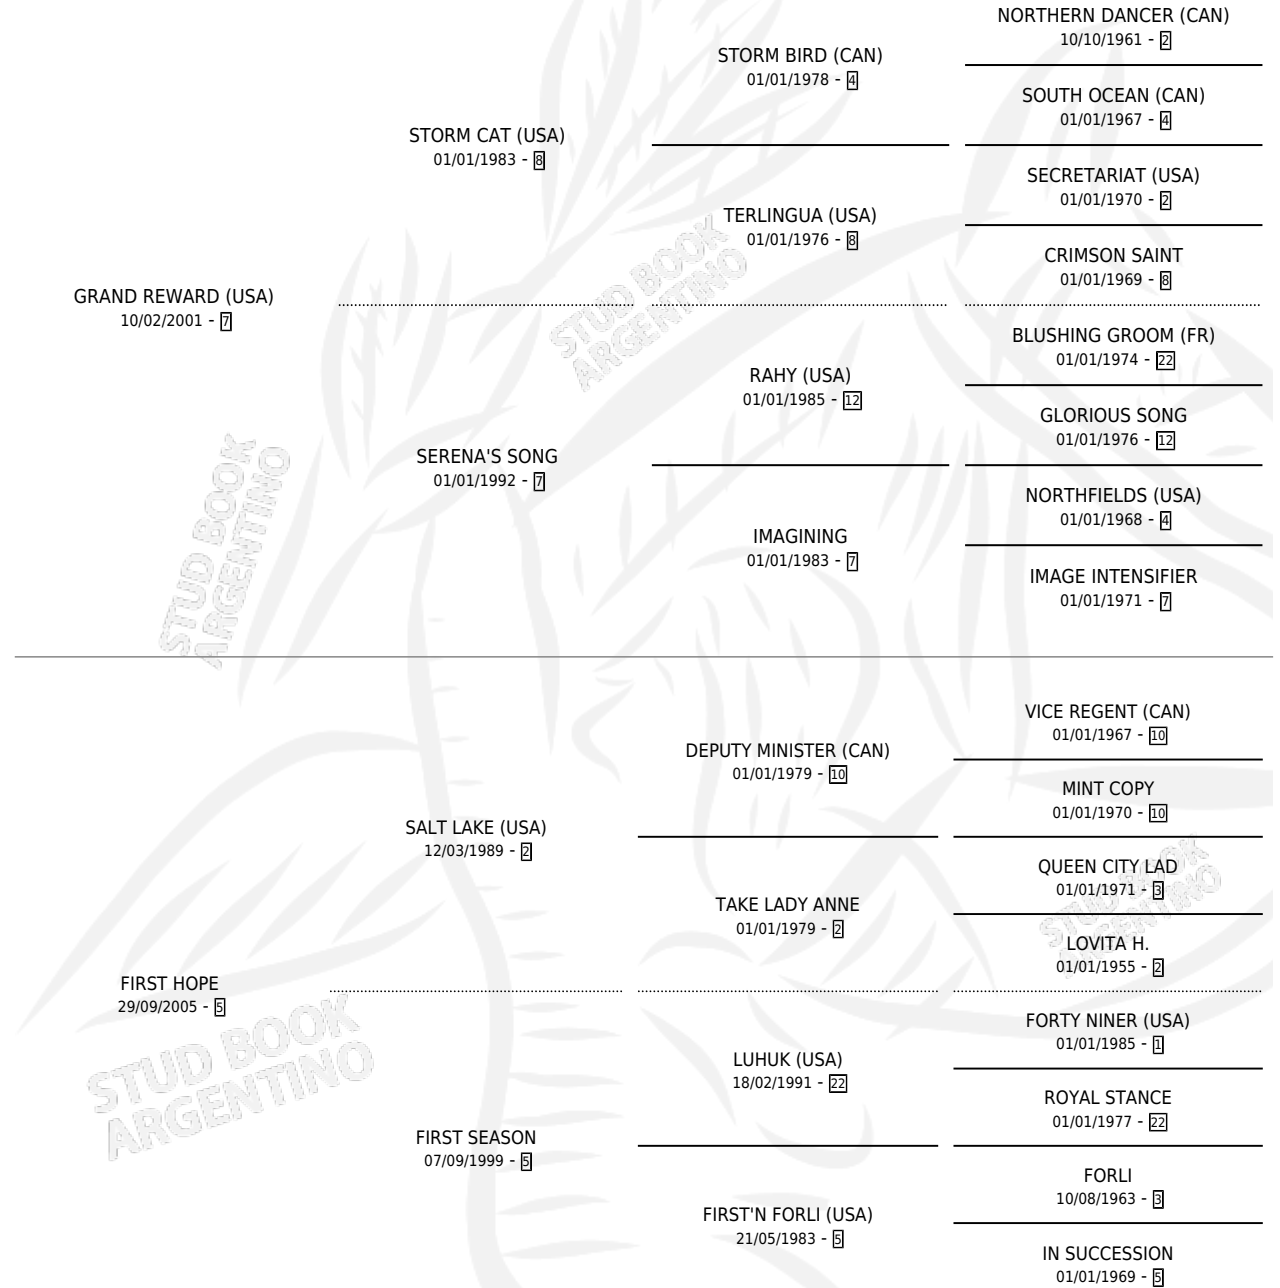 NORTHERN DANCER (CAN)
10/10/1961 - 2
STORM BIRD (CAN)
01/01/1978 - 4
SOUTH OCEAN (CAN)
01/01/1967 - 4
STORM CAT (USA)
01/01/1983 - 8
SECRETARIAT (USA)
01/01/1970 - 2
TERLINGUA (USA)
01/01/1976 - 8
CRIMSON SAINT
01/01/1969 - 8
GRAND REWARD (USA)
10/02/2001 - 7
STUD BOOK
ARGENTINO
BLUSHING GROOM (FR)
01/01/1974 - 22
RAHY (USA)
01/01/1985 - 12
GLORIOUS SONG
01/01/1976 - 12
SERENA'S SONG
01/01/1992 - 7
NORTHFIELDS (USA)
01/01/1968 - 4
IMAGINING
01/01/1983 - 7
IMAGE INTENSIFIER
01/01/1971 - 7
STUD BOOK
ARGENTINO
VICE REGENT (CAN)
01/01/1967 - 10
DEPUTY MINISTER (CAN)
01/01/1979 - 10
MINT COPY
01/01/1970 - 10
SALT LAKE (USA)
12/03/1989 - 2
QUEEN CITY LAD
01/01/1971 - 3
TAKE LADY ANNE
01/01/1979 - 2
LOVITA H.
01/01/1955 - 2
STUD BOOK
ARGENTINO
FIRST HOPE
29/09/2005 - 5
FORTY NINER (USA)
01/01/1985 - 1
LUHUK (USA)
18/02/1991 - 22
ROYAL STANCE
01/01/1977 - 22
STUD BOOK
ARGENTINO
FIRST SEASON
07/09/1999 - 5
FORLI
10/08/1963 - 3
FIRST'N FORLI (USA)
21/05/1983 - 5
IN SUCCESSION
01/01/1969 - 5